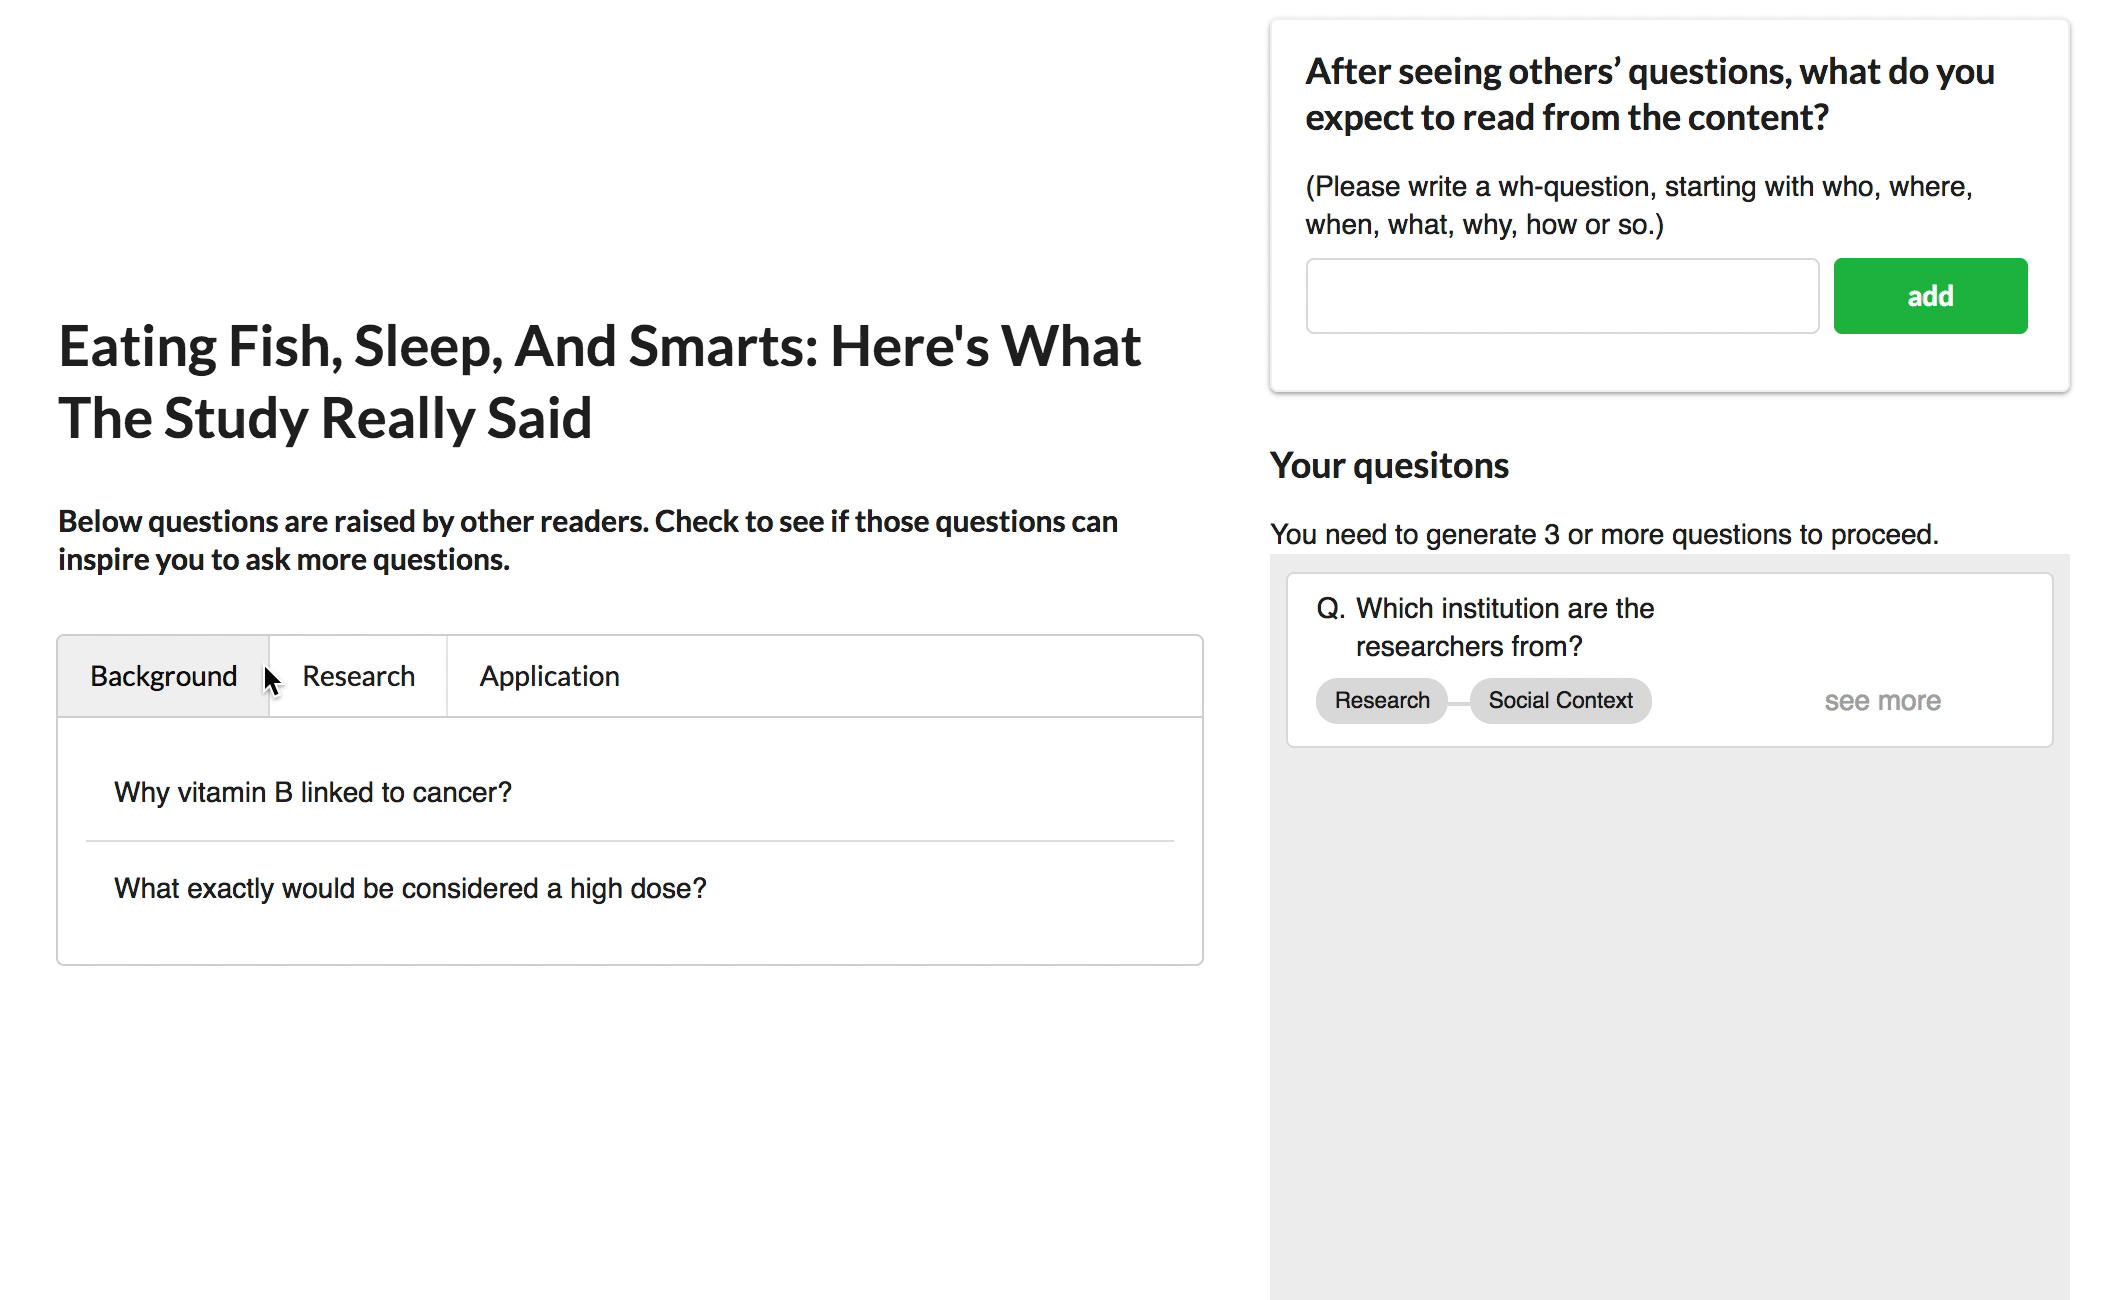 Eating Fish, Sleep, And Smarts: Here's What
The Study Really Said
Below questions are raised by other readers. Check to see if those questions can
inspire you to ask more questions.
Background
Research
Application
Why vitamin B linked to cancer?
What exactly would be considered a high dose?
After seeing others’ questions, what do you
expect to read from the content?
(Please write a wh-question, starting with who, where,
when, what, why, how or so.)
add
Your quesitons
You need to generate 3 or more questions to proceed.
Q. Which institution are the
researchers from?
Research
Social Context
see more